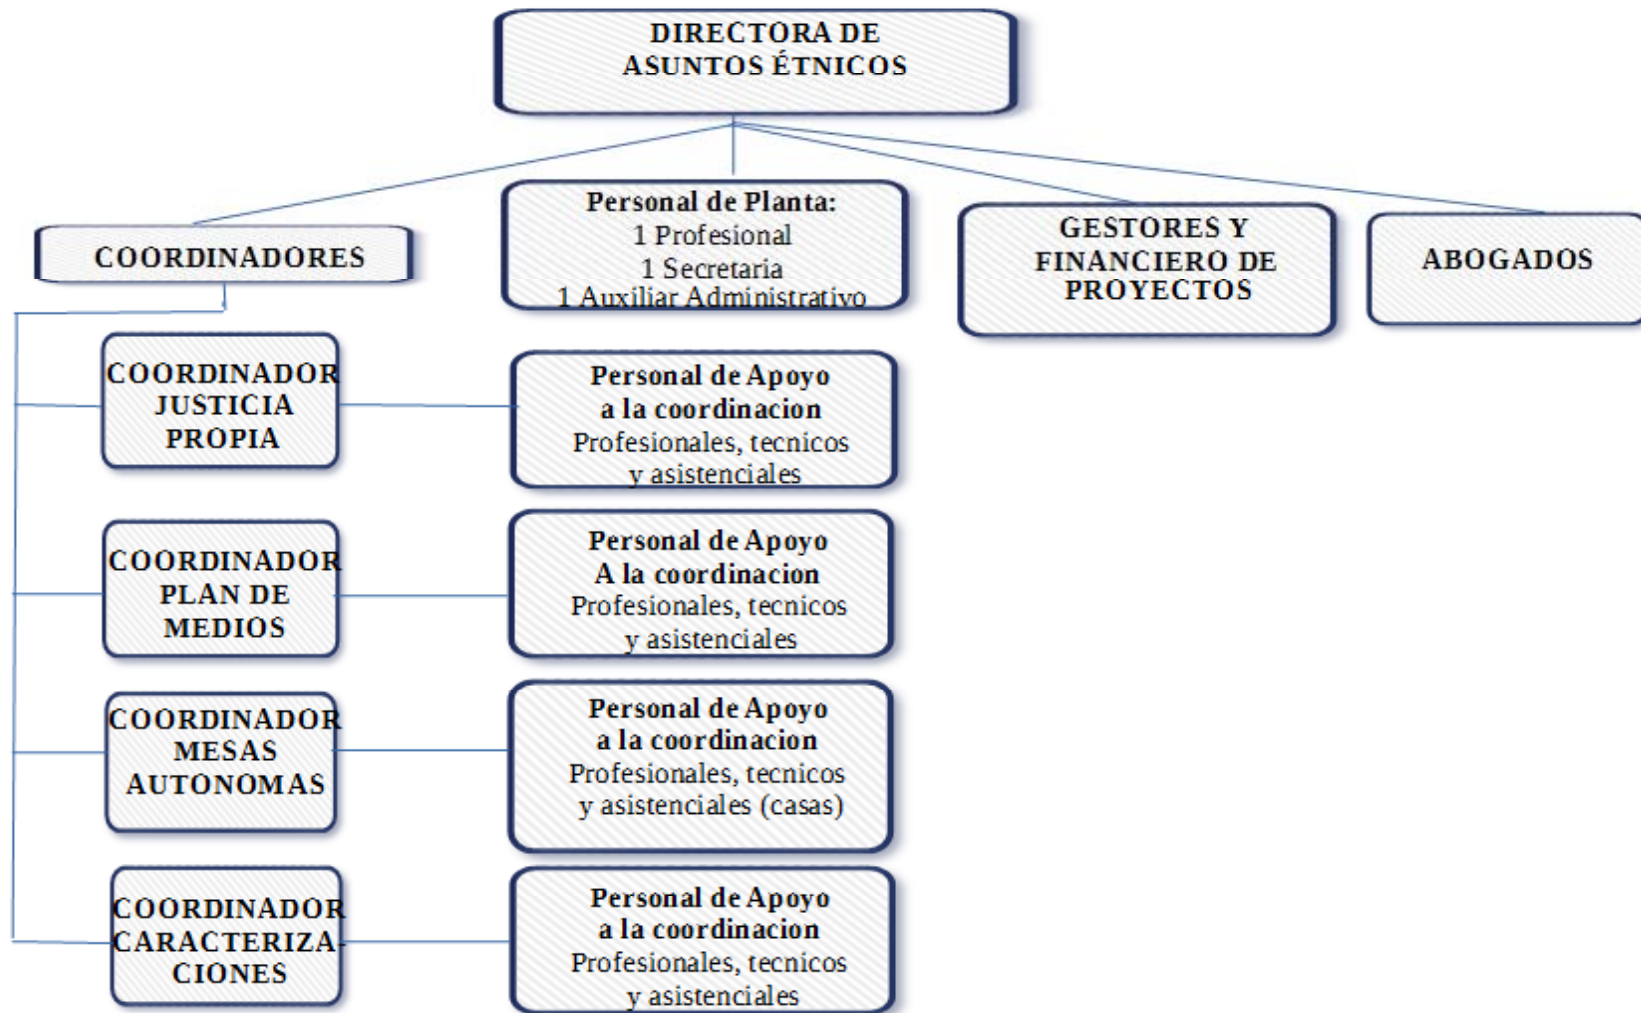 DIRECTORA DE
ASUNTOS ÉTNICOS
COORDINADORES
Personal de Planta:
1 Profesional
1 Secretaria
1 Auxiliar Administrativo
GESTORES Y
FINANCIERO DE
PROYECTOS
ABOGADOS
COORDINADOR
JUSTICIA
PROPIA
Personal de Apoyo
a la coordinacion
Profesionales, tecnicos
y asistenciales
COORDINADOR
PLAN DE
MEDIOS
Personal de Apoyo
A la coordinacion
Profesionales, tecnicos
y asistenciales
COORDINADOR
MESAS
AUTONOMAS
Personal de Apoyo
a la coordinacion
Profesionales, tecnicos
y asistenciales (casas)
COORDINADOR
CARACTERIZA-
CIONES
Personal de Apoyo
a la coordinacion
Profesionales, tecnicos
y asistenciales